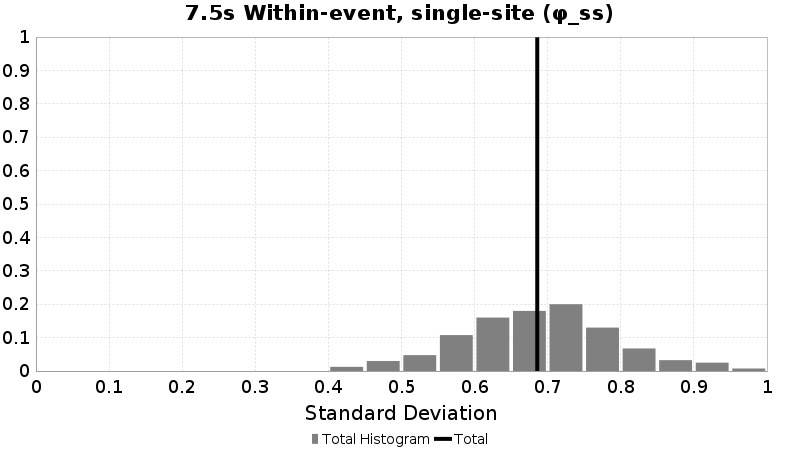 7.5s Within-event, single-site (φ_ss)
1
0.9
0.8
0.7
0.6
0.5
0.4
0.3
0.2
0.1
0
0 0.1 0.2 0.3 0.4 0.5 0.6 0.7 0.8 0.9 1
Standard Deviation
Total Histogram Total